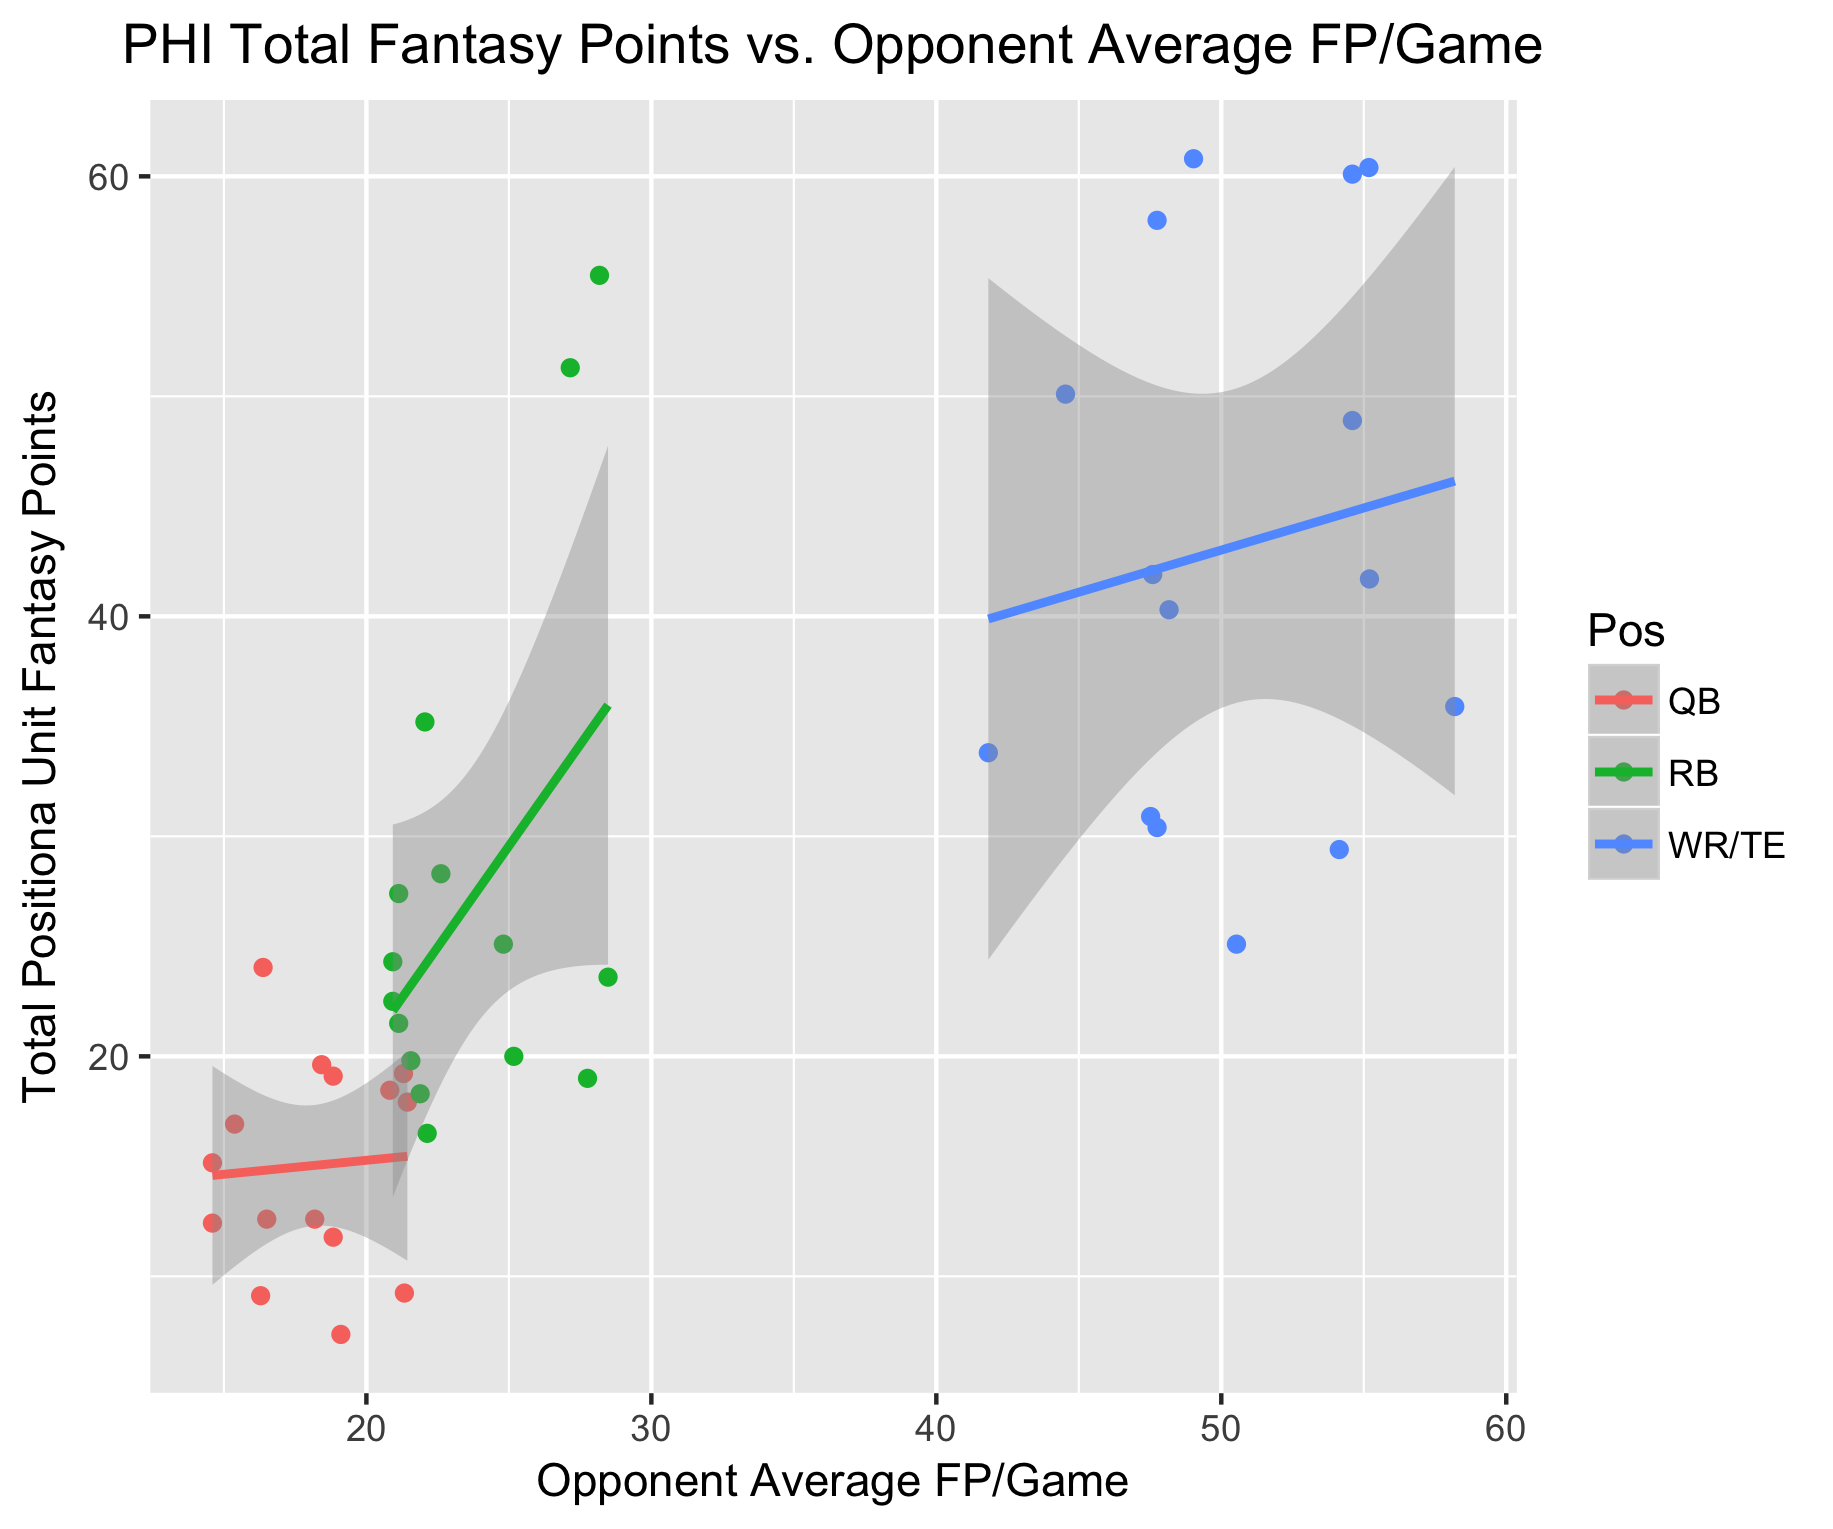 PHI Total Fantasy Points vs. Opponent Average FP/Game
Total Positiona Unit Fantasy Points
60
40
20
20
30
40
50
60
Opponent Average FP/Game
Pos
QB
RB
WR/TE